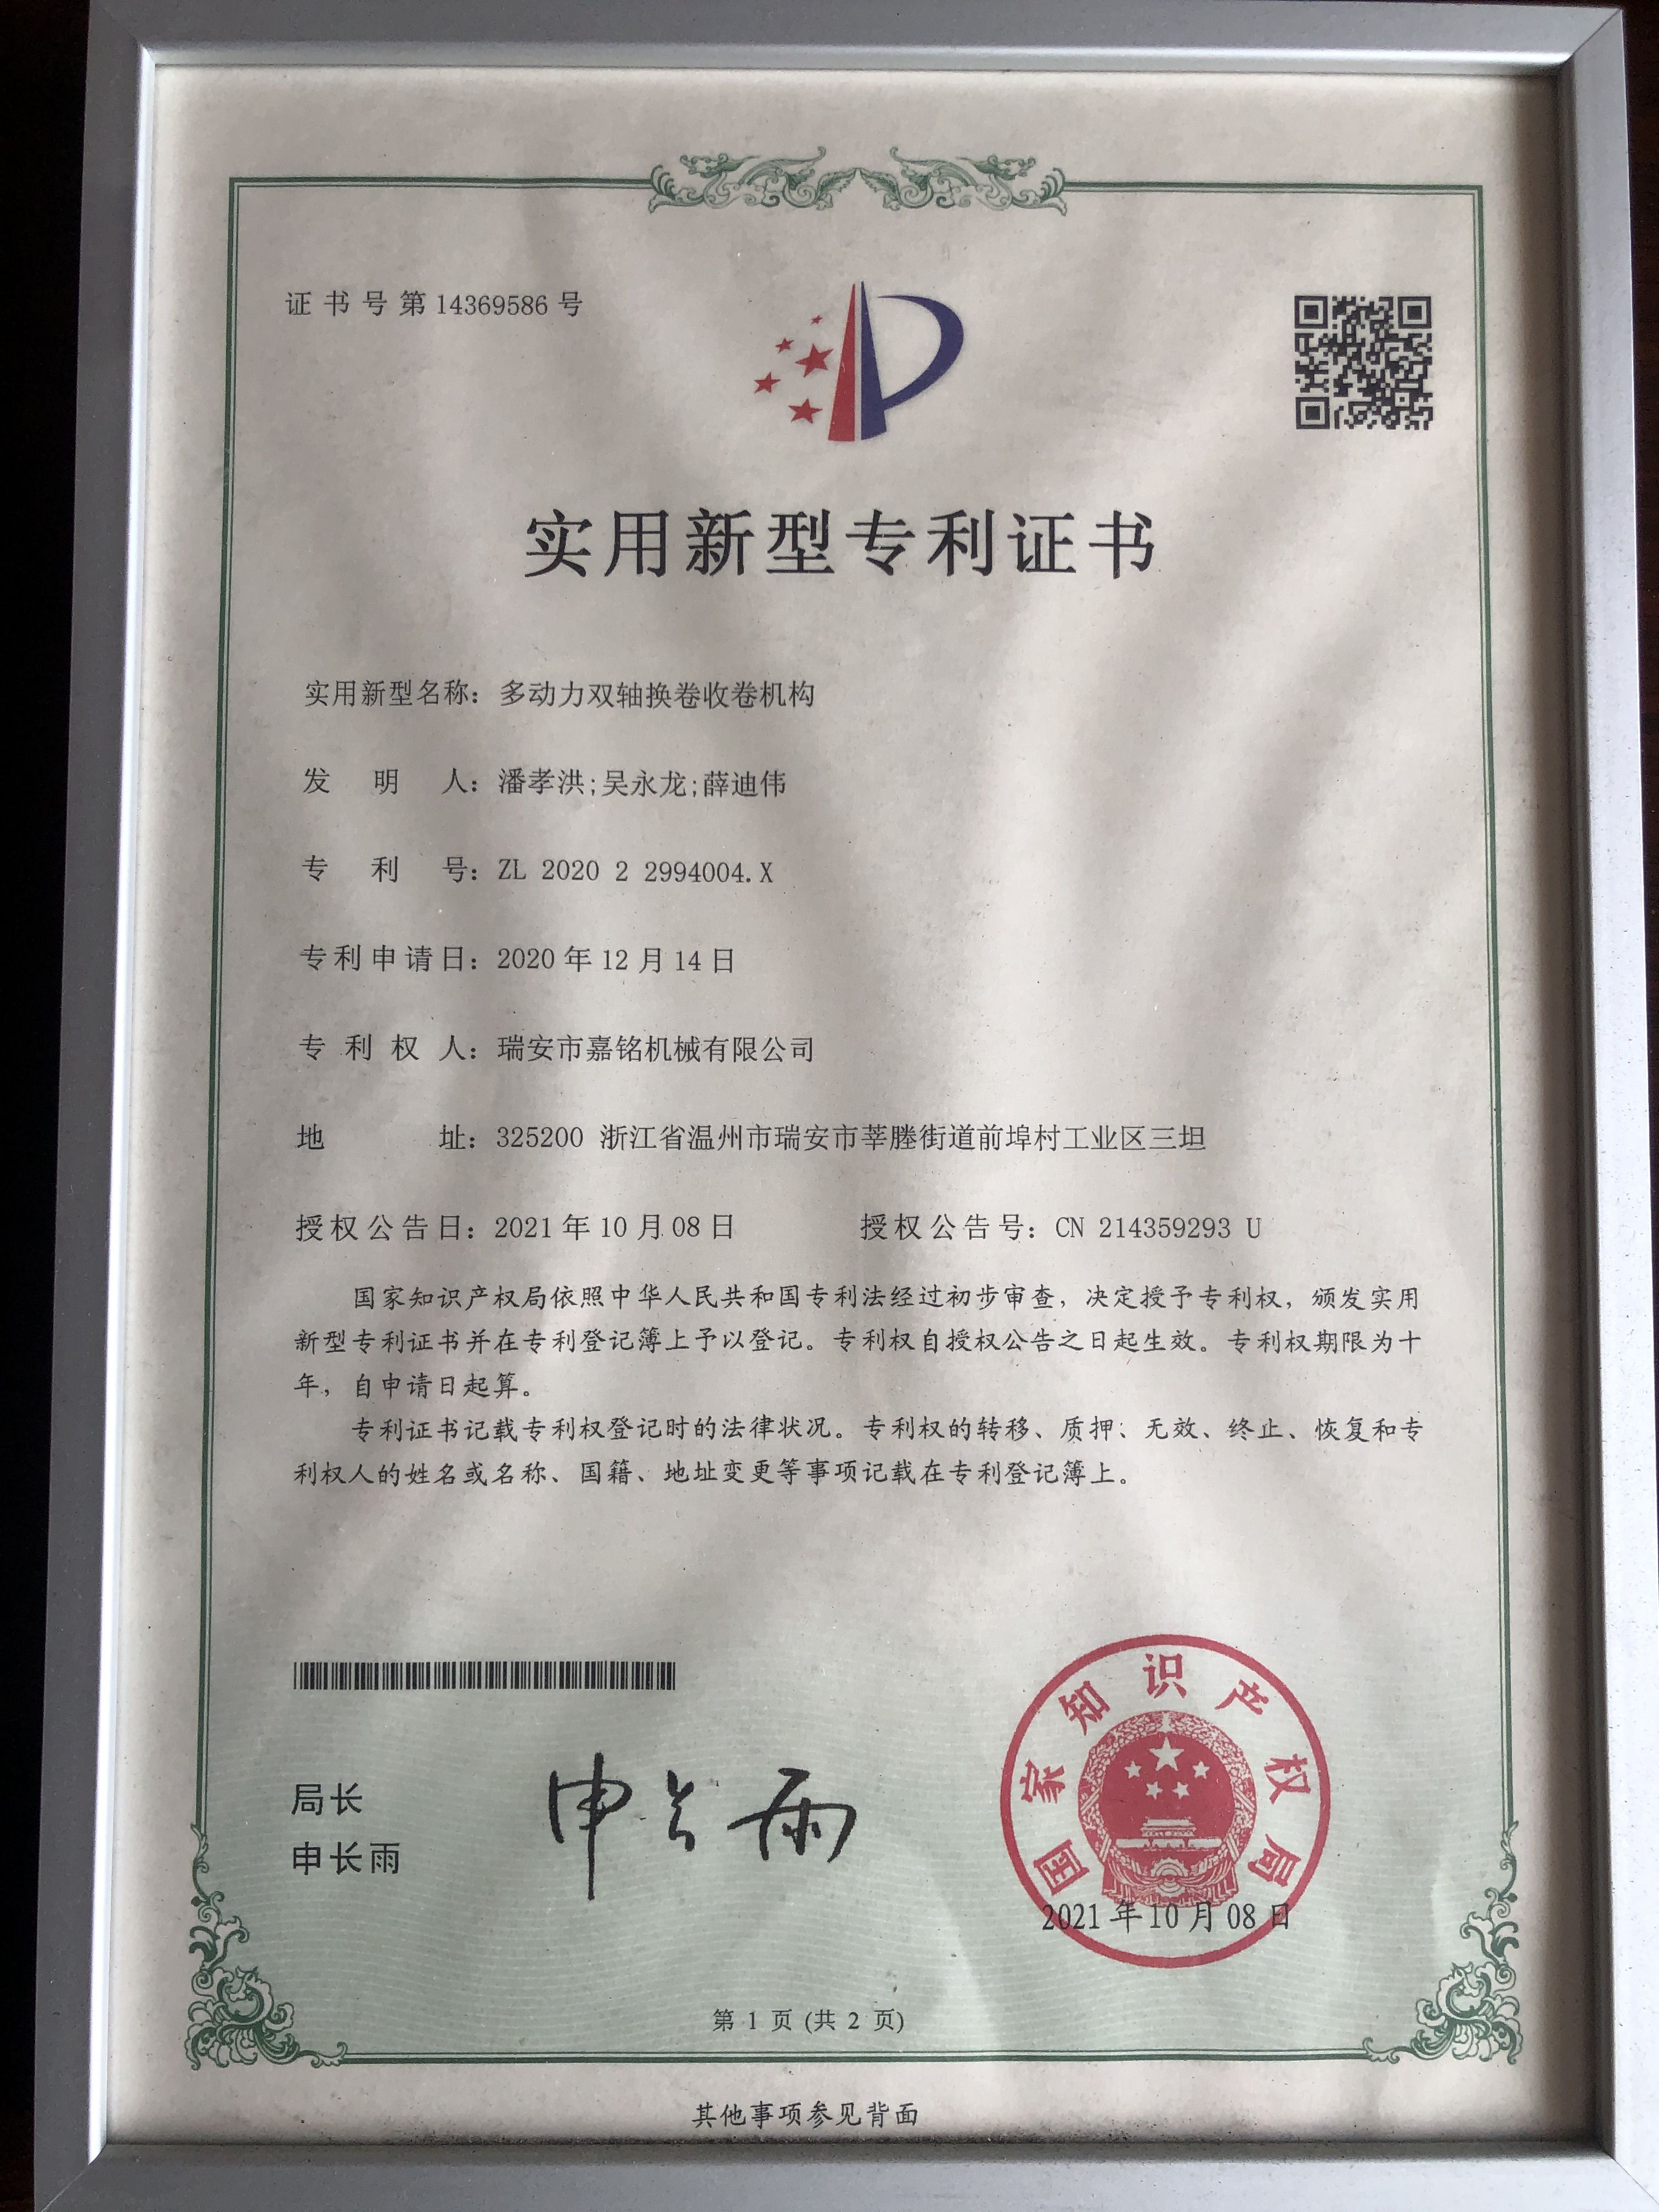 证书号第14369586号
实用新型专利证书
实用新型名称：多动力双轴换卷收卷机构
发明人：潘孝洪;吴永龙;薛迪伟
专利号：ZL 2020 2 2994004.X
专利申请日：2020年12月14日
专利权人：瑞安市嘉铭机械有限公司
地址：325200 浙江省温州市瑞安市莘塍街道前埠村工业区三坦
授权公告日：2021年10月08日 授权公告号：CN 214359293 U
国家知识产权局依照中华人民共和国专利法经过初步审查，决定授予专利权，颁发实用
新型专利证书并在专利登记簿上予以登记。专利权自授权公告之日起生效。专利权期限为十
年，自申请日起算。
专利证书记载专利权登记时的法律状况。专利权的转移、质押、无效、终止、恢复和专
利权人的姓名或名称、国籍、地址变更等事项记载在专利登记簿上。
局长
申长雨
申长雨
国家知识产权局
2021年10月08日
第 1 页 (共 2 页)
其他事项参见背面